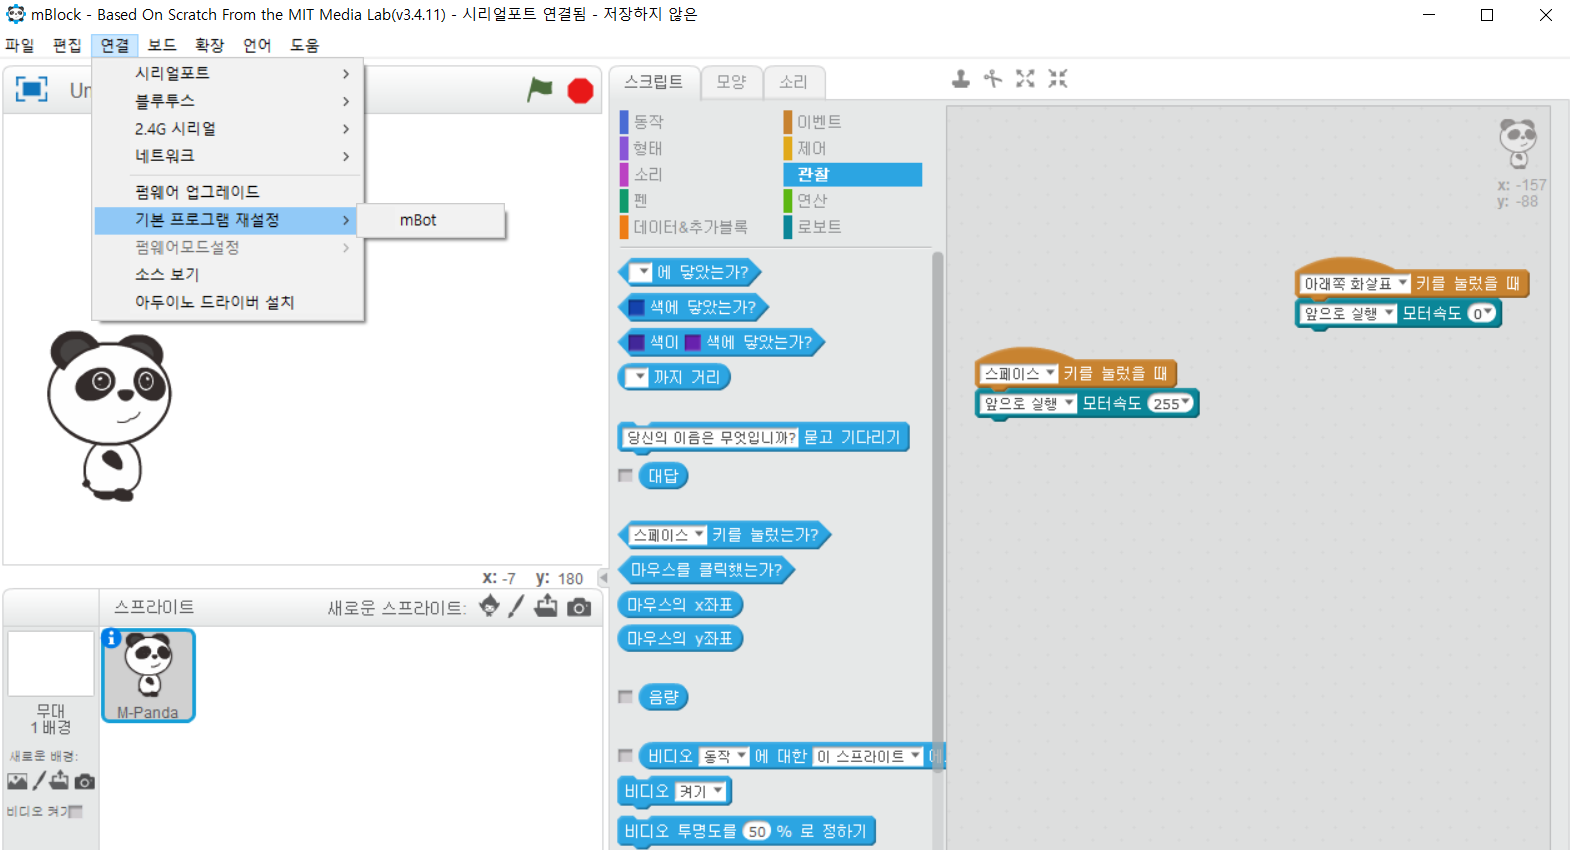 mBlock - Based On Scratch From the MIT Media Lab(v3.4.11) - 시리얼포트 연결됨 - 저장하지 않은
파일 편집 연결 보드 확장 언어 도움
시리얼포트
블루투스
2.4G 시리얼
네트워크
펌웨어 업그레이드
기본 프로그램 재설정
mBot
펌웨어모드설정
소스 보기
아두이노 드라이버 설치
Un
스크립트 모양 소리
동작 이벤트
형태 제어
소리 관찰
펜 연산
데이터&추가블록 로보트
에 닿았는가?
색에 닿았는가?
색이 색에 닿았는가?
까지 거리
당신의 이름은 무엇입니까? 묻고 기다리기
대답
스페이스 키를 눌렀는가?
마우스를 클릭했는가?
마우스의 x좌표
마우스의 y좌표
음량
비디오 동작 에 대한 이 스프라이트 에
비디오 켜기
비디오 투명도를 50 % 로 정하기
x: -157
y: -88
아래쪽 화살표 키를 눌렀을 때
앞으로 실행 모터속도 0
스페이스 키를 눌렀을 때
앞으로 실행 모터속도 255
x: -7 y: 180
스프라이트 새로운 스프라이트:
M-Panda
무대
1 배경
새로운 배경:
비디오 켜기